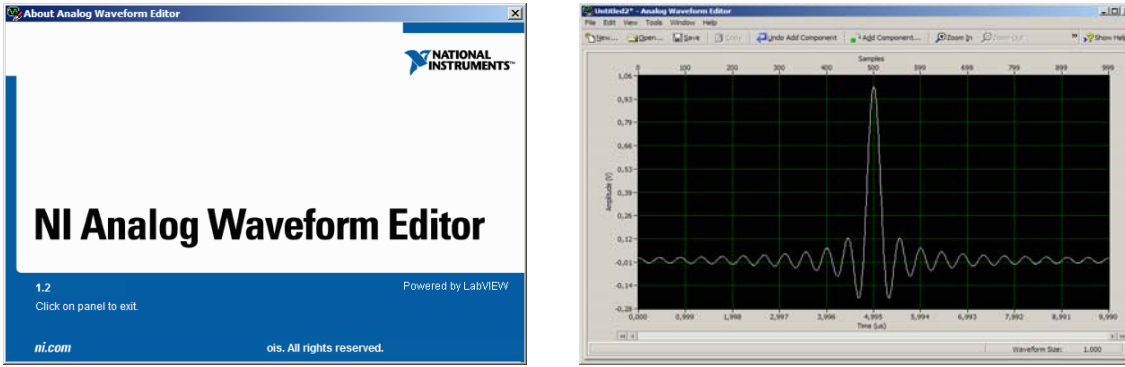 About Analog Waveform Editor
NATIONAL
INSTRUMENTS™
NI Analog Waveform Editor
1.2
Powered by LabVIEW
Click on panel to exit.
ni.com
ois. All rights reserved.
Untitled2* - Analog Waveform Editor
File Edit View Tools Window Help
New... Open... Save Copy Undo Add Component Add Component... Zoom In Zoom Out Show Help
Samples
0 100 200 300 400 500 599 699 799 899 999
1,06
0,93
0,79
0,66
0,53
0,39
0,26
0,12
-0,01
-0,14
-0,28
Amplitude (V)
0,000 0,999 1,998 2,997 3,996 4,995 5,994 6,993 7,992 8,991 9,990
Time (us)
Waveform Size: 1.000